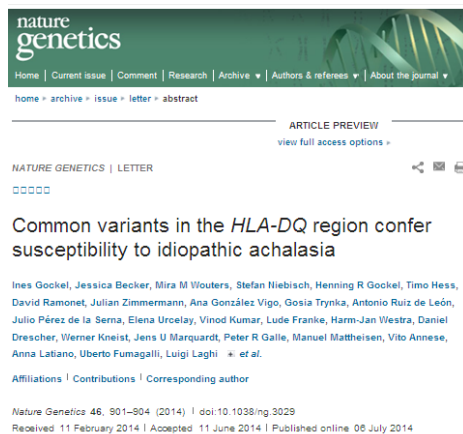 nature
genetics
Home | Current issue | Comment | Research | Archive ▼ | Authors & referees ▼ | About the journal ▼
home ▸ archive ▸ issue ▸ letter ▸ abstract
ARTICLE PREVIEW
view full access options ▸
NATURE GENETICS | LETTER
□□□□□
Common variants in the HLA-DQ region confer
susceptibility to idiopathic achalasia
Ines Gockel, Jessica Becker, Mira M Wouters, Stefan Niebisch, Henning R Gockel, Timo Hess,
David Ramonet, Julian Zimmermann, Ana González Vigo, Gosia Trynka, Antonio Ruiz de León,
Julio Pérez de la Serna, Elena Urcelay, Vinod Kumar, Lude Franke, Harm-Jan Westra, Daniel
Drescher, Werner Kneist, Jens U Marquardt, Peter R Galle, Manuel Mattheisen, Vito Annese,
Anna Latiano, Uberto Fumagalli, Luigi Laghi + et al.
Affiliations | Contributions | Corresponding author
Nature Genetics 46, 901–904 (2014) | doi:10.1038/ng.3029
Received 11 February 2014 | Accepted 11 June 2014 | Published online 06 July 2014